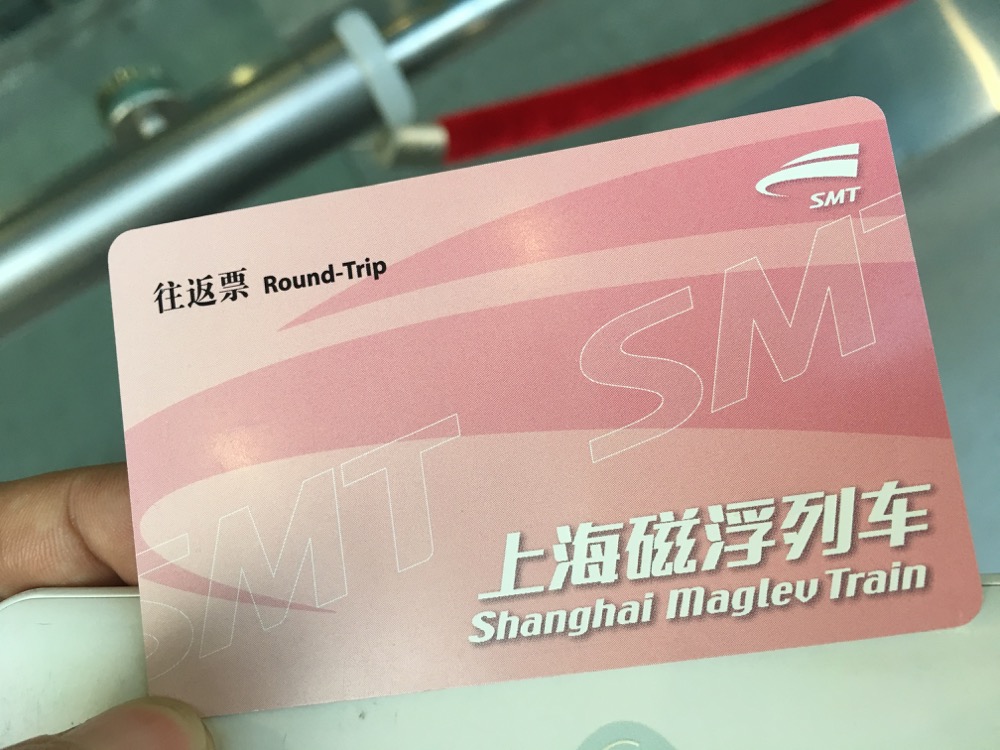 SMT
往返票 Round-Trip
SMT
SMT
上海磁浮列车
Shanghai Maglev Train